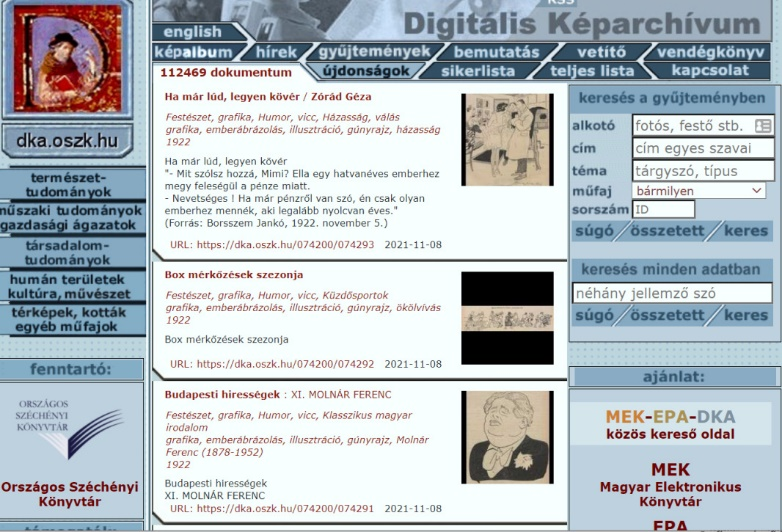 RSS
Digitális Képarchívum
english
képalbum
hírek
gyűjtemények
bemutatás
vetítő
vendégkönyv
112469 dokumentum
újdonságok
sikerlista
teljes lista
kapcsolat
dka.oszk.hu
természet-
tudományok
műszaki tudományok
gazdasági ágazatok
társadalom-
tudományok
humán területek
kultúra, művészet
térképek, kották
egyéb műfajok
fenntartó:
ORSZÁGOS
SZÉCHÉNYI
KÖNYVTÁR
Országos Széchényi
Könyvtár
támogatók:
Ha már lúd, legyen kövér / Zórád Géza
Festészet, grafika, Humor, vicc, Házasság, válás
grafika, emberábrázolás, illusztráció, gúnyrajz, házasság
1922
Ha már lúd, legyen kövér
"- Mit szólsz hozzá, Mimi? Ella egy hatvanéves emberhez
megy feleségül a pénze miatt.
- Nevetséges ! Ha már pénzről van szó, én csak olyan
emberhez mennék, aki legalább nyolcvan éves."
(Forrás: Borsszem Jankó, 1922. november 5.)
URL: https://dka.oszk.hu/074200/074293 2021-11-08
Box mérkőzések szezonja
Festészet, grafika, Humor, vicc, Küzdősportok
grafika, emberábrázolás, illusztráció, gúnyrajz, ökölvívás
1922
Box mérkőzések szezonja
URL: https://dka.oszk.hu/074200/074292 2021-11-08
Budapesti hirességek : XI. MOLNÁR FERENC
Festészet, grafika, Humor, vicc, Klasszikus magyar
irodalom
grafika, emberábrázolás, illusztráció, gúnyrajz, Molnár
Ferenc (1878-1952)
1922
Budapesti hirességek
XI. MOLNÁR FERENC
URL: https://dka.oszk.hu/074200/074291 2021-11-08
keresés a gyűjteményben
alkotó fotós, festő stb.
cím cím egyes szavai
téma tárgyszó, típus
műfaj bármilyen
sorszám ID
súgó összetett keres
keresés minden adatban
néhány jellemző szó
súgó összetett keres
ajánlat:
MEK-EPA-DKA
közös kereső oldal
MEK
Magyar Elektronikus
Könyvtár
EPA